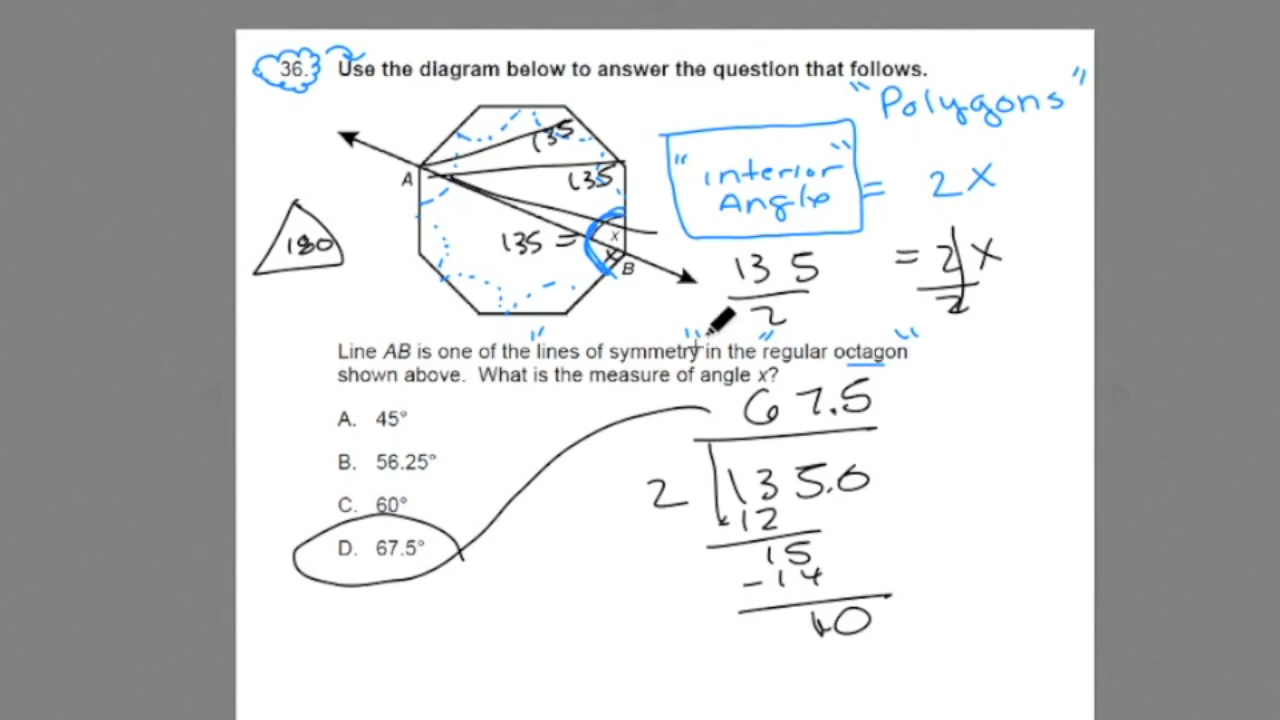 36. Use the diagram below to answer the question that follows.
"Polygons"
135
A
135
"Interior Angle" = 2x
180
135 =
x
x
B
135
2
= 2x
2
Line AB is one of the lines of symmetry in the regular octagon
shown above. What is the measure of angle x?
A. 45°
B. 56.25°
C. 60°
D. 67.5°
67.5
2 135.0
-12
15
-14
10